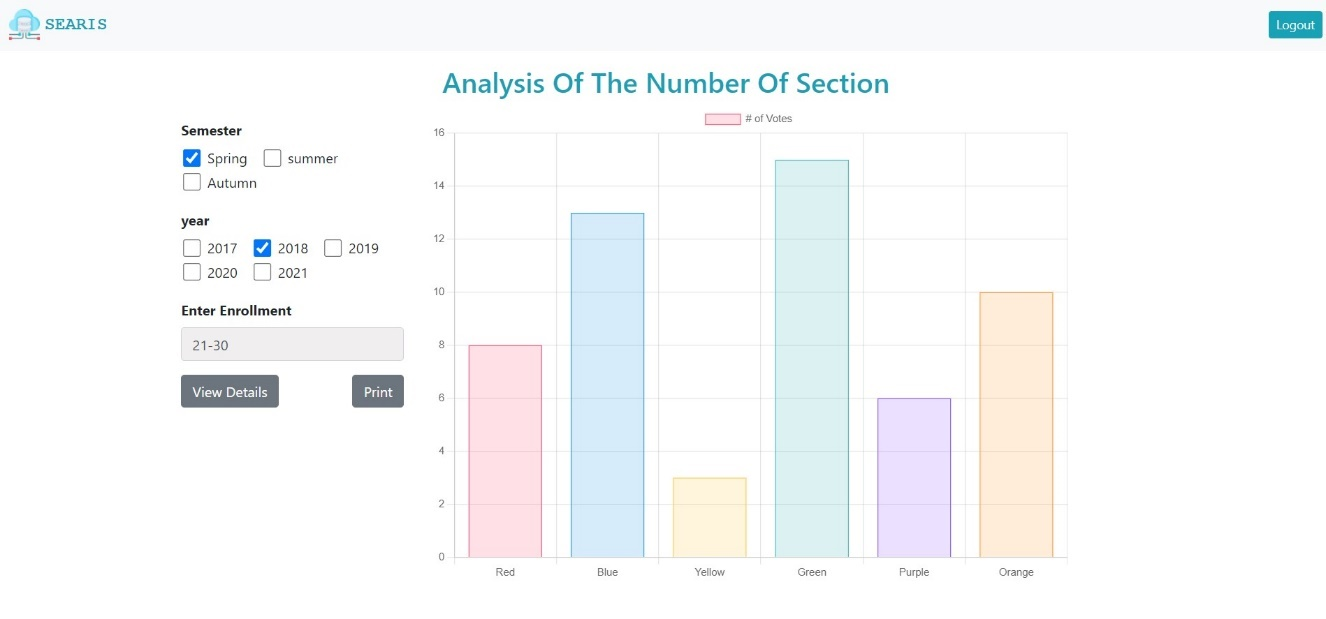 SEARIS
Logout
Analysis Of The Number Of Section
Semester
Spring summer
Autumn
year
2017 2018 2019
2020 2021
Enter Enrollment
21-30
View Details Print
# of Votes
16
14
12
10
8
6
4
2
0
Red Blue Yellow Green Purple Orange